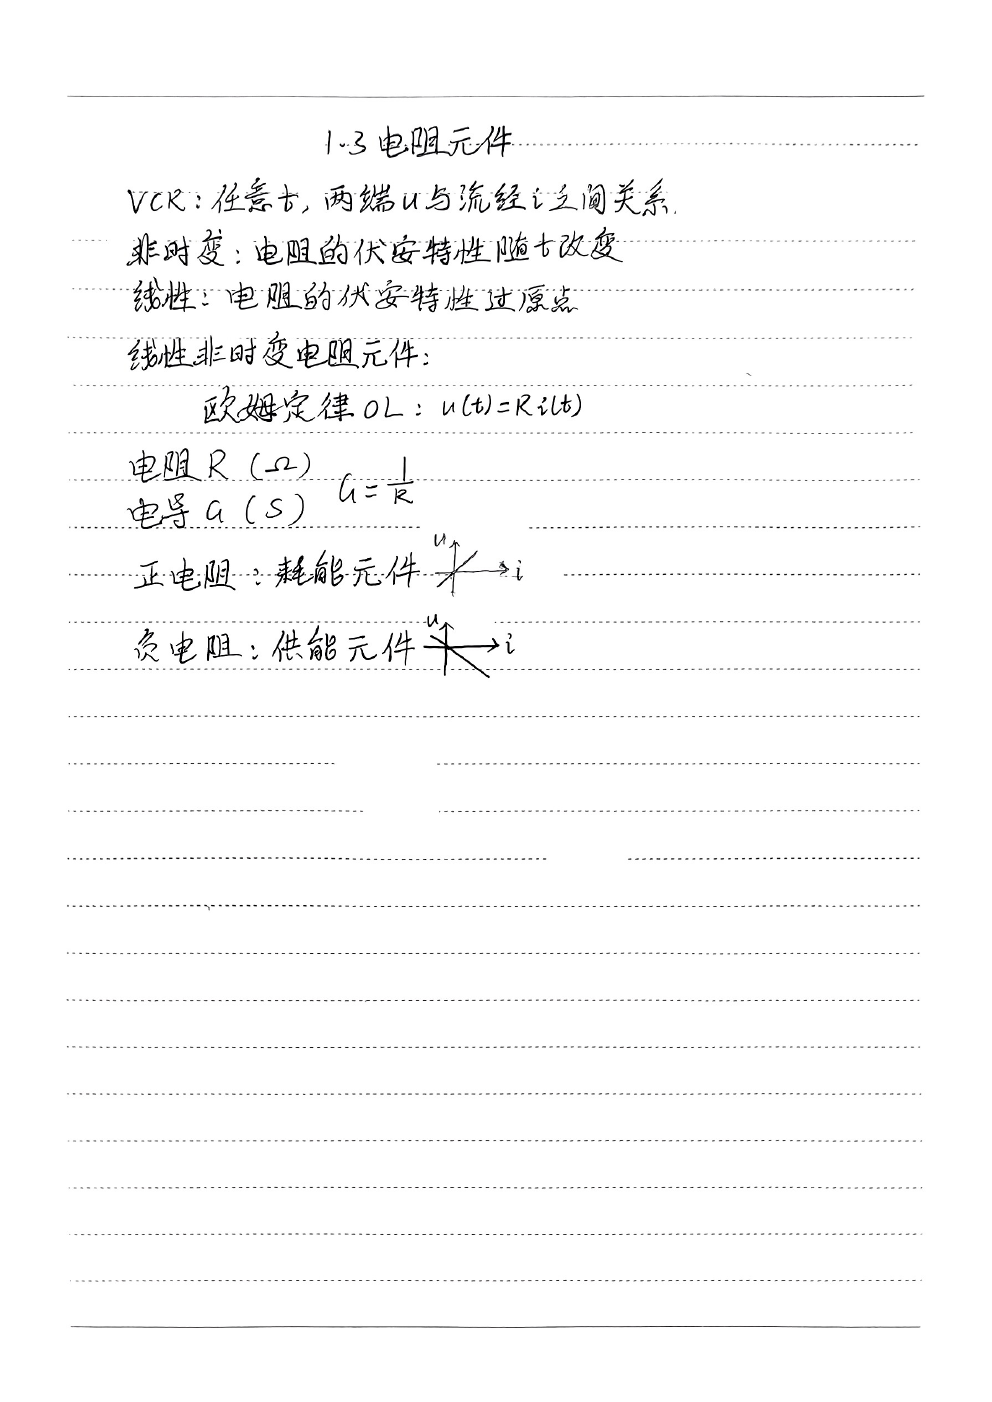 1.3 电阻元件
VCR：任意t，两端u与流经i之间关系.
非时变：电阻的伏安特性随t改变
线性：电阻的伏安特性过原点
线性非时变电阻元件：
欧姆定律OL：u(t)=Ri(t)
电阻R（Ω）
电导G（S）
G=1/R
正电阻：耗能元件
u
i
负电阻：供能元件
u
i